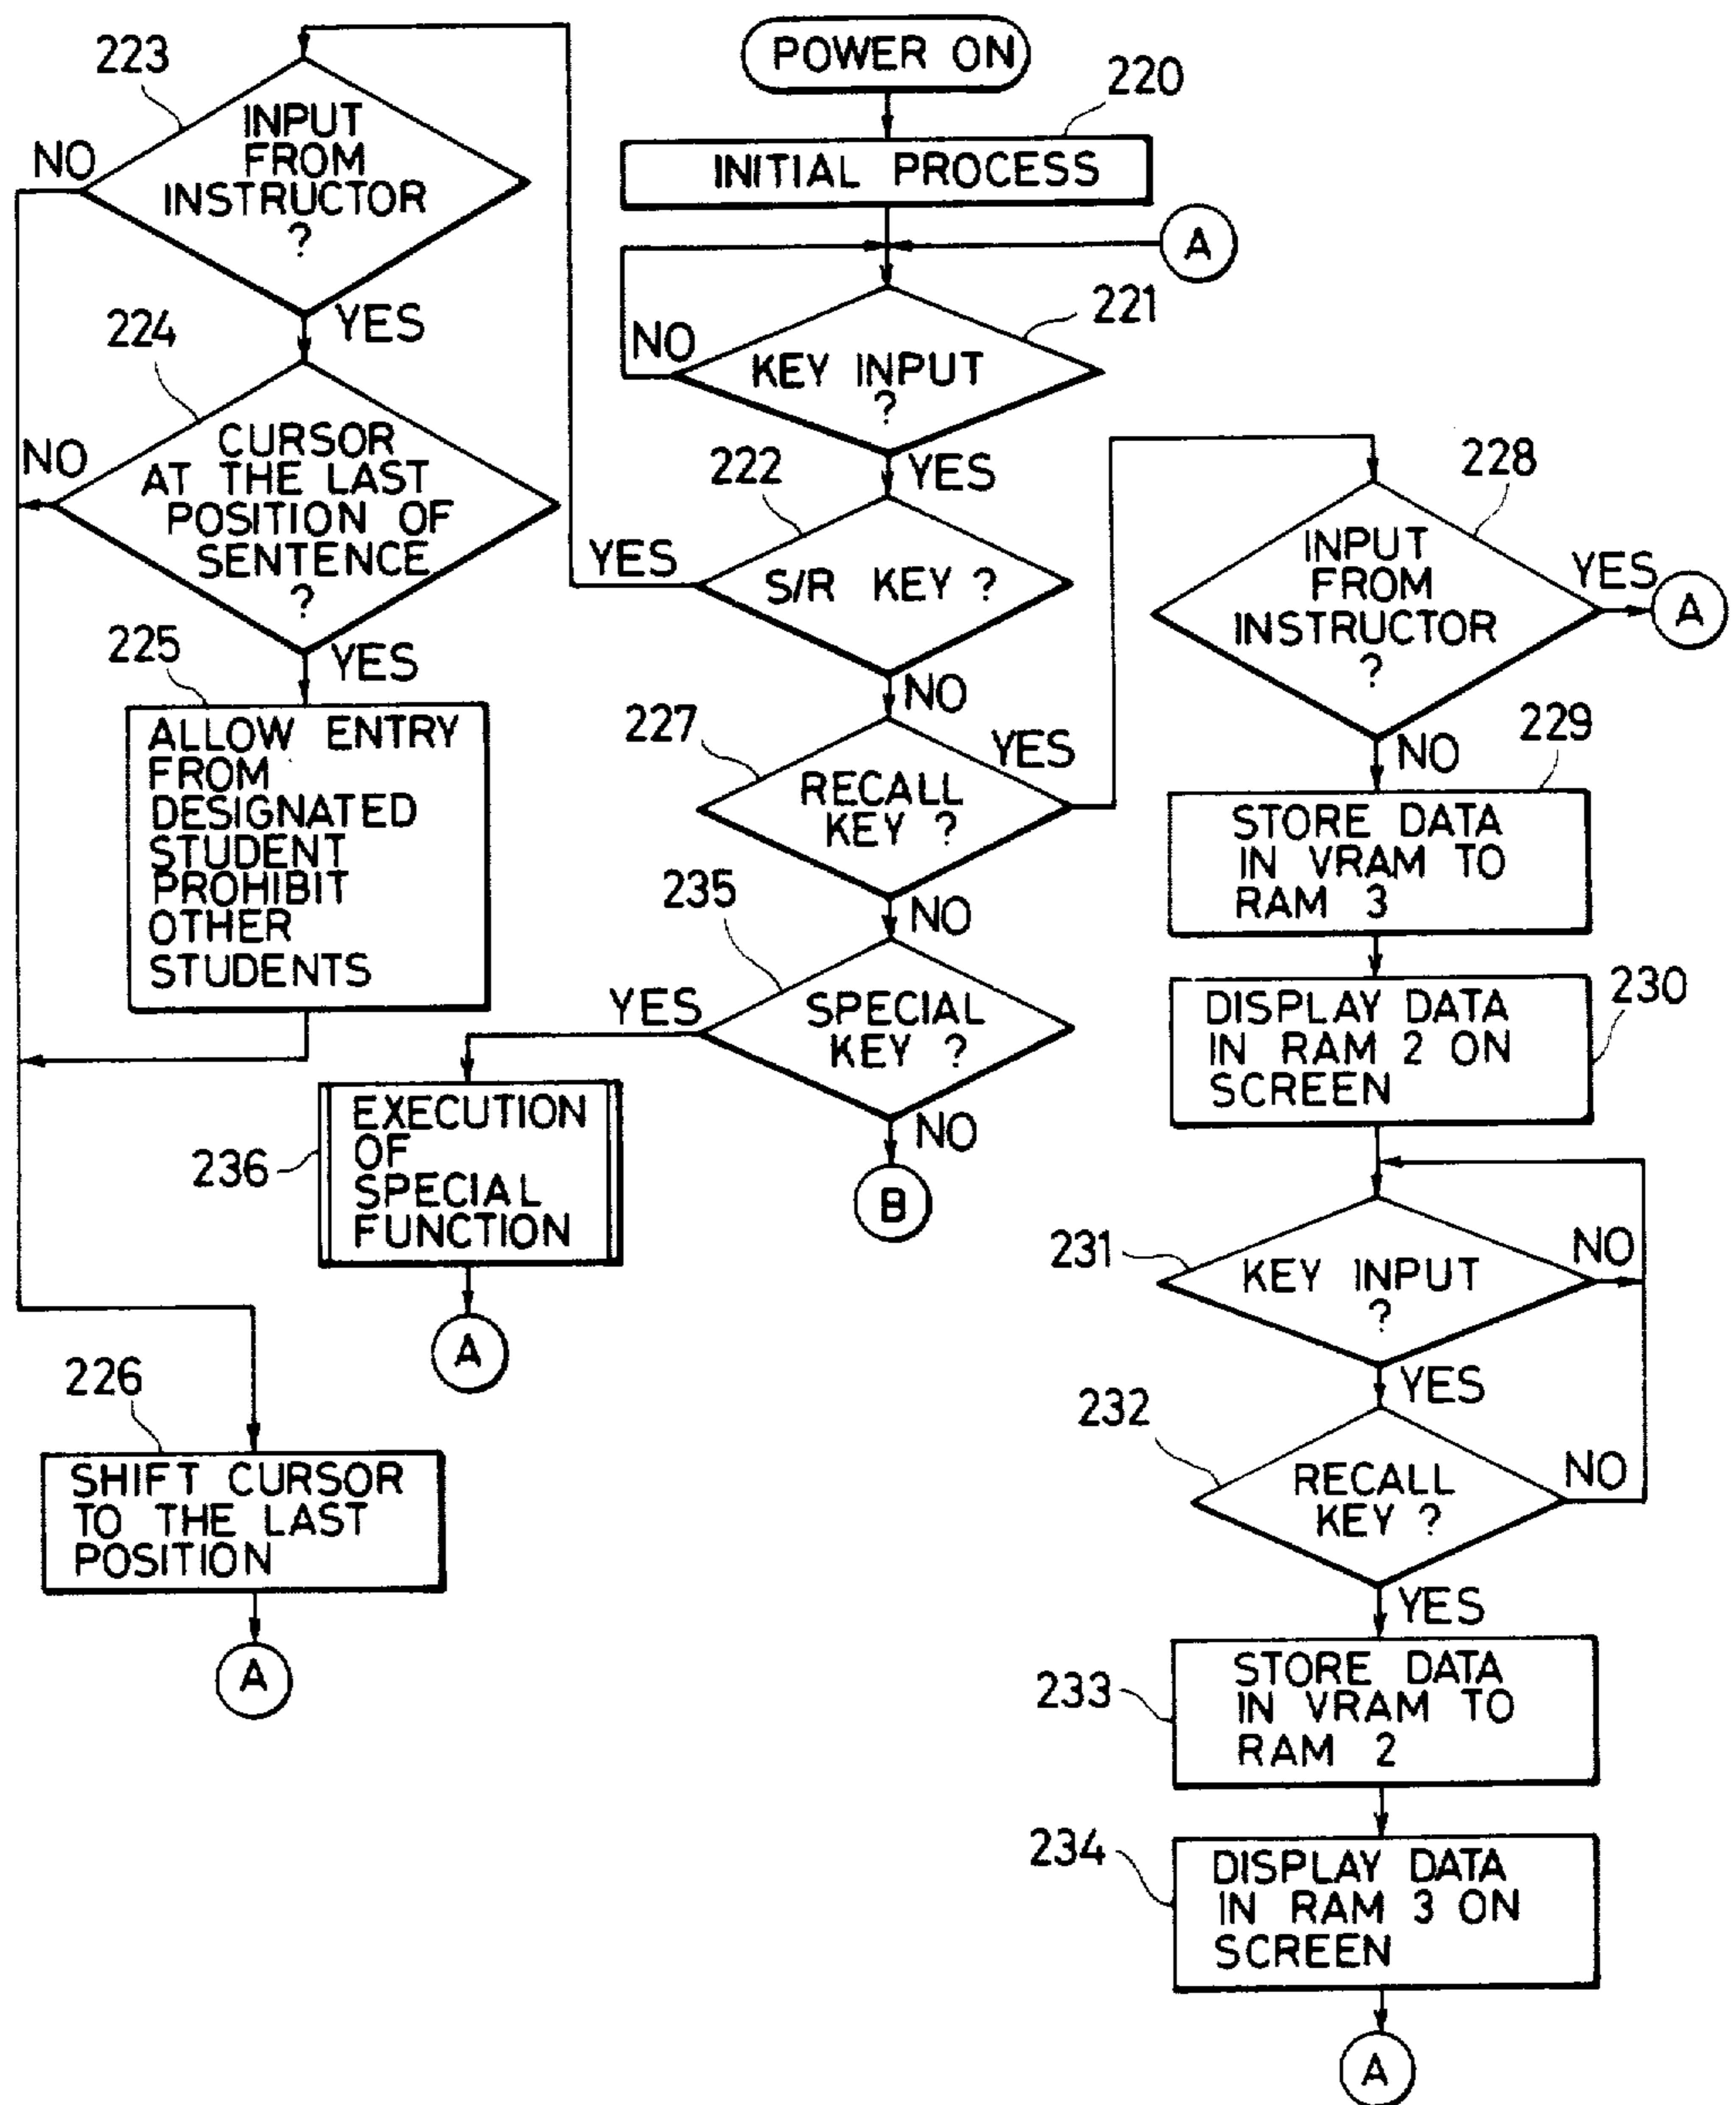 POWER ON
220
INITIAL PROCESS
A
221
KEY INPUT
?
NO
YES
222
S/R KEY ?
YES
NO
223
INPUT
FROM
INSTRUCTOR
?
NO
YES
224
CURSOR
AT THE LAST
POSITION OF
SENTENCE
?
NO
YES
225
ALLOW ENTRY
FROM
DESIGNATED
STUDENT
PROHIBIT
OTHER
STUDENTS
226
SHIFT CURSOR
TO THE LAST
POSITION
A
227
RECALL
KEY ?
YES
NO
235
SPECIAL
KEY ?
YES
NO
B
236
EXECUTION
OF
SPECIAL
FUNCTION
A
228
INPUT
FROM
INSTRUCTOR
?
YES
A
NO
229
STORE DATA
IN VRAM TO
RAM 3
230
DISPLAY DATA
IN RAM 2 ON
SCREEN
231
KEY INPUT
?
NO
YES
232
RECALL
KEY ?
NO
YES
233
STORE DATA
IN VRAM TO
RAM 2
234
DISPLAY DATA
IN RAM 3 ON
SCREEN
A